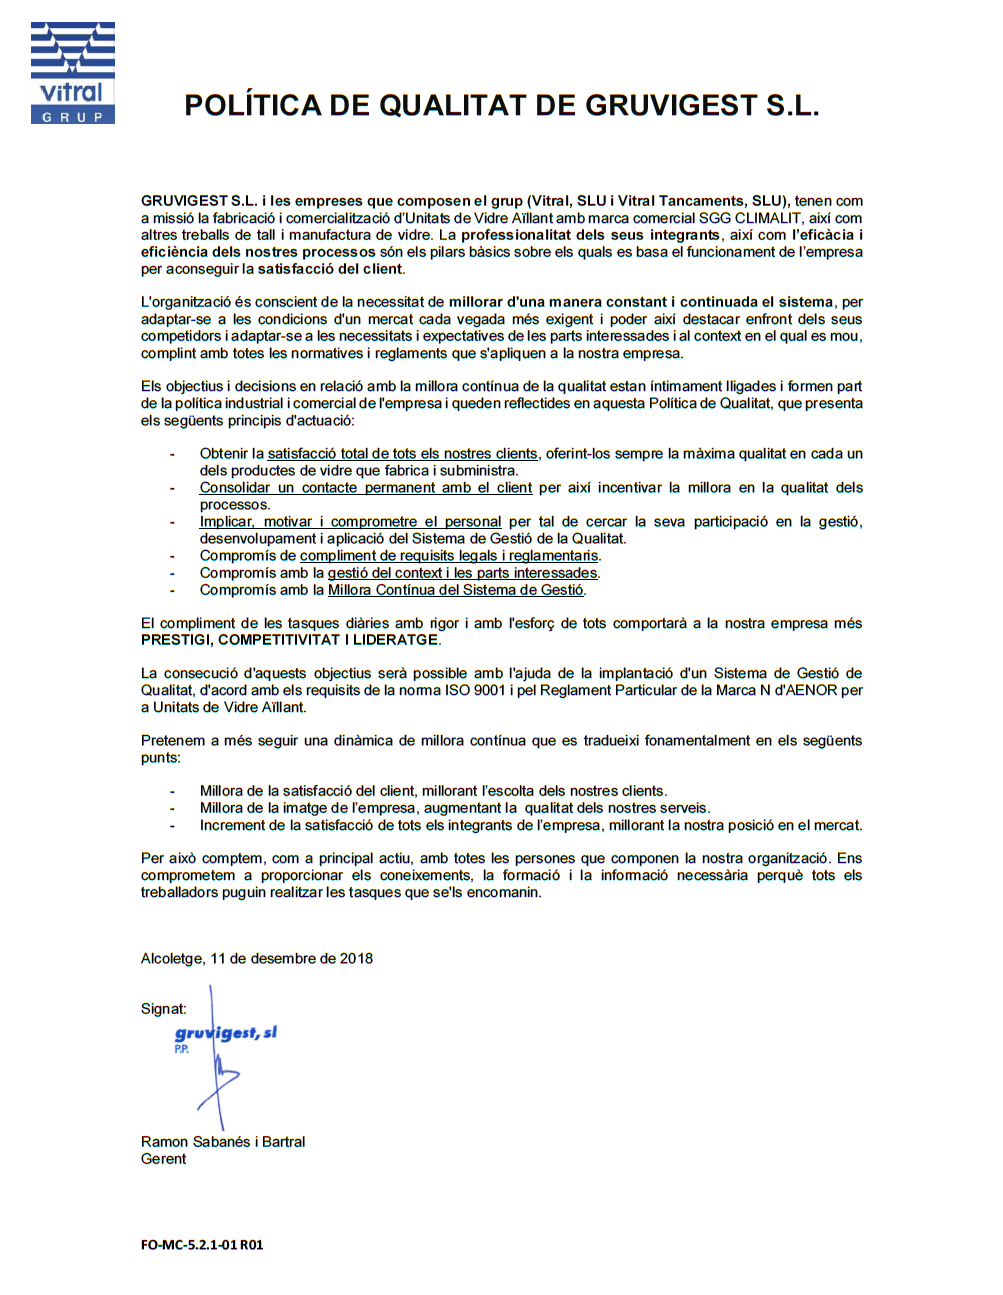 vitral
GRUP
POLÍTICA DE QUALITAT DE GRUVIGEST S.L.
GRUVIGEST S.L. i les empreses que composen el grup (Vitral, SLU i Vitral Tancaments, SLU), tenen com
a missió la fabricació i comercialització d’Unitats de Vidre Aïllant amb marca comercial SGG CLIMALIT, així com
altres treballs de tall i manufactura de vidre. La professionalitat dels seus integrants, així com l’eficàcia i
eficiència dels nostres processos són els pilars bàsics sobre els quals es basa el funcionament de l’empresa
per aconseguir la satisfacció del client.
L'organització és conscient de la necessitat de millorar d'una manera constant i continuada el sistema, per
adaptar-se a les condicions d'un mercat cada vegada més exigent i poder així destacar enfront dels seus
competidors i adaptar-se a les necessitats i expectatives de les parts interessades i al context en el qual es mou,
complint amb totes les normatives i reglaments que s'apliquen a la nostra empresa.
Els objectius i decisions en relació amb la millora contínua de la qualitat estan íntimament lligades i formen part
de la política industrial i comercial de l'empresa i queden reflectides en aquesta Política de Qualitat, que presenta
els següents principis d'actuació:
- Obtenir la satisfacció total de tots els nostres clients, oferint-los sempre la màxima qualitat en cada un
dels productes de vidre que fabrica i subministra.
- Consolidar un contacte permanent amb el client per així incentivar la millora en la qualitat dels
processos.
- Implicar, motivar i comprometre el personal per tal de cercar la seva participació en la gestió,
desenvolupament i aplicació del Sistema de Gestió de la Qualitat.
- Compromís de compliment de requisits legals i reglamentaris.
- Compromís amb la gestió del context i les parts interessades.
- Compromís amb la Millora Contínua del Sistema de Gestió.
El compliment de les tasques diàries amb rigor i amb l'esforç de tots comportarà a la nostra empresa més
PRESTIGI, COMPETITIVITAT I LIDERATGE.
La consecució d'aquests objectius serà possible amb l'ajuda de la implantació d'un Sistema de Gestió de
Qualitat, d'acord amb els requisits de la norma ISO 9001 i pel Reglament Particular de la Marca N d'AENOR per
a Unitats de Vidre Aïllant.
Pretenem a més seguir una dinàmica de millora contínua que es tradueixi fonamentalment en els següents
punts:
- Millora de la satisfacció del client, millorant l’escolta dels nostres clients.
- Millora de la imatge de l’empresa, augmentant la qualitat dels nostres serveis.
- Increment de la satisfacció de tots els integrants de l’empresa, millorant la nostra posició en el mercat.
Per això comptem, com a principal actiu, amb totes les persones que componen la nostra organització. Ens
comprometem a proporcionar els coneixements, la formació i la informació necessària perquè tots els
treballadors puguin realitzar les tasques que se'ls encomanin.
Alcoletge, 11 de desembre de 2018
Signat:
gruvigest, sl
P.P.
Ramon Sabanés i Bartral
Gerent
FO-MC-5.2.1-01 R01